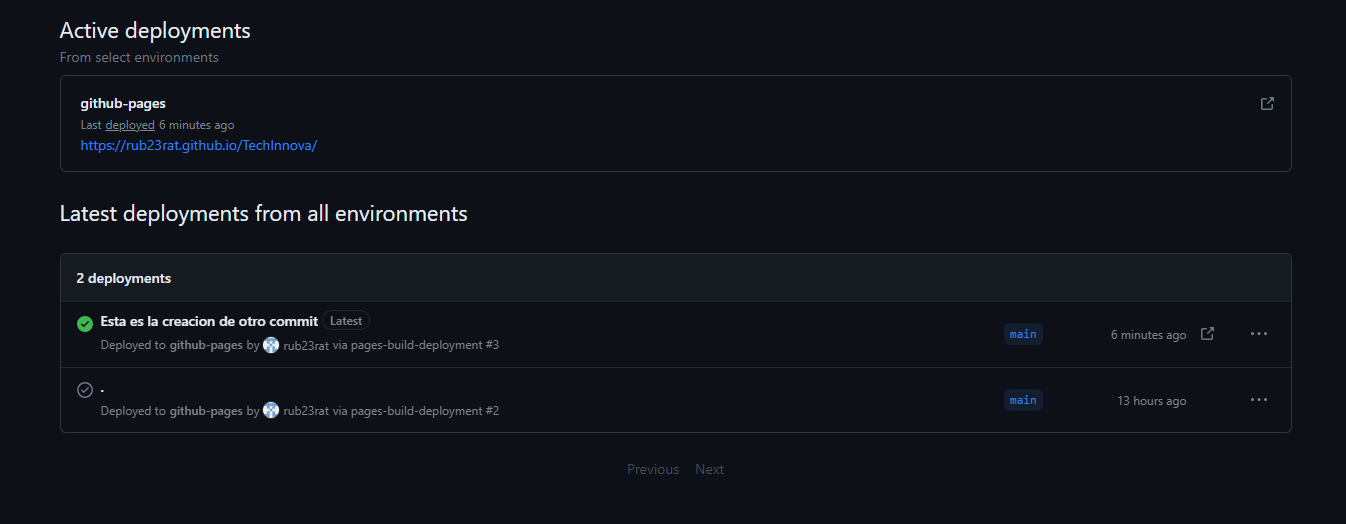 Active deployments
From select environments
github-pages
Last deployed 6 minutes ago
https://rub23rat.github.io/TechInnova/
Latest deployments from all environments
2 deployments
Esta es la creacion de otro commit Latest
Deployed to github-pages by rub23rat via pages-build-deployment #3
main
6 minutes ago
.
Deployed to github-pages by rub23rat via pages-build-deployment #2
main
13 hours ago
Previous Next